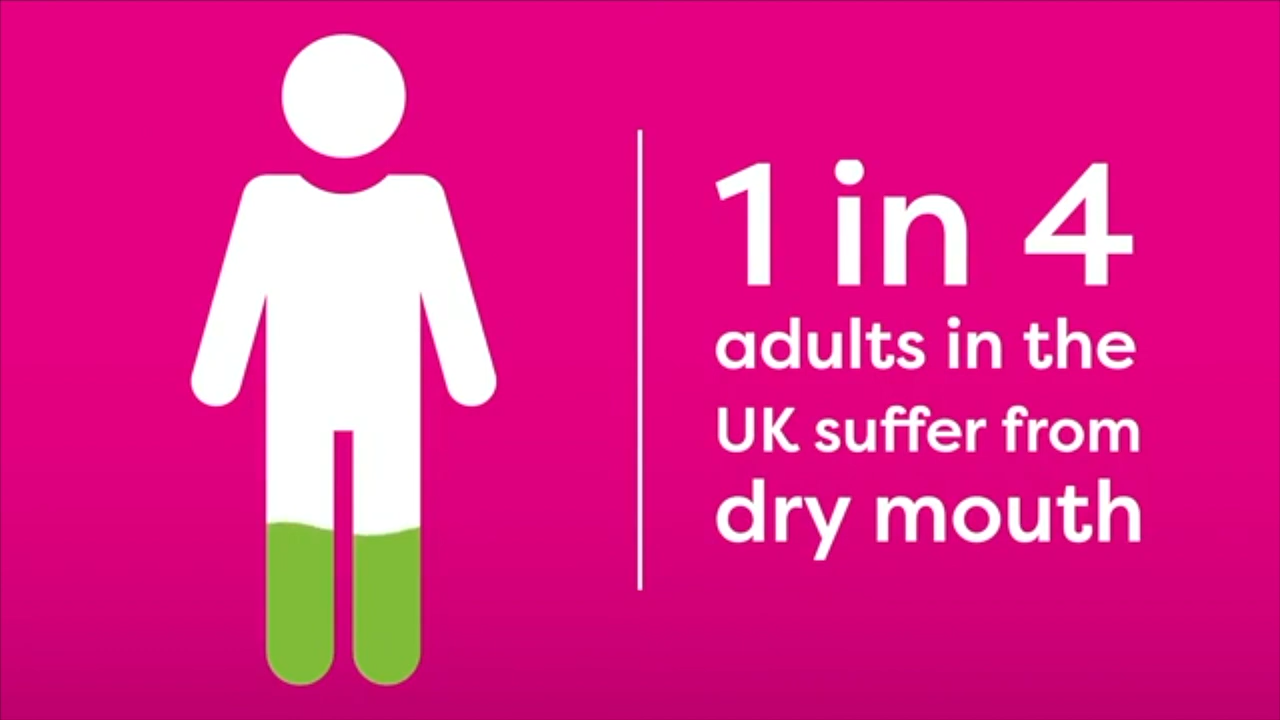 1 in 4
adults in the
UK suffer from
dry mouth